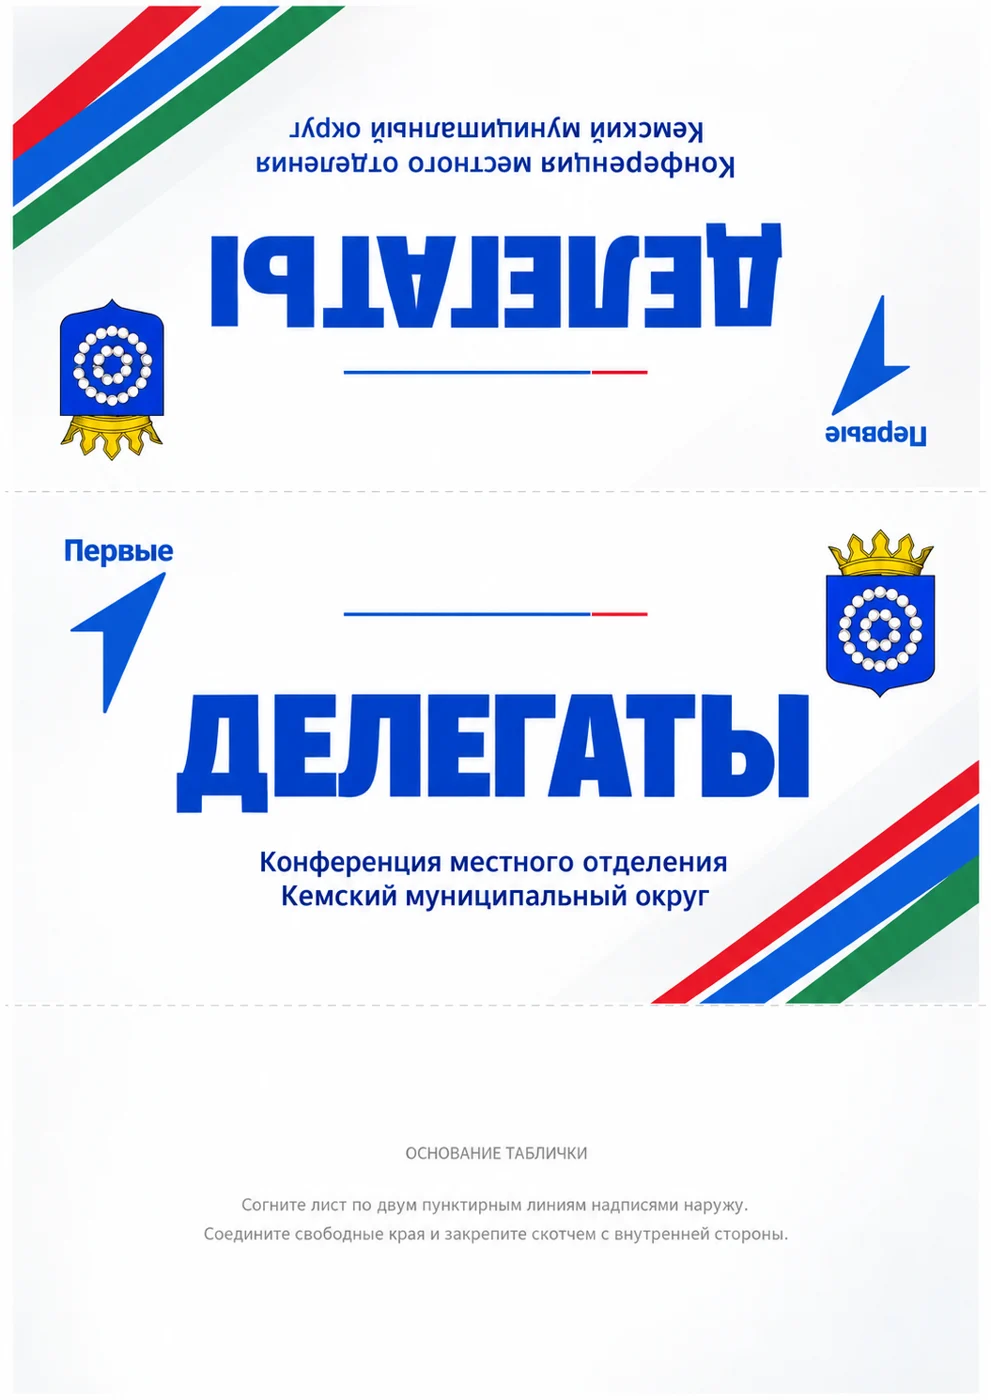 Кемский муниципальный округ
Конференция местного отделения
ДЕЛЕГАТЫ
Первые
Первые
ДЕЛЕГАТЫ
Конференция местного отделения
Кемский муниципальный округ
ОСНОВАНИЕ ТАБЛИЧКИ
Согните лист по двум пунктирным линиям надписями наружу.
Соедините свободные края и закрепите скотчем с внутренней стороны.